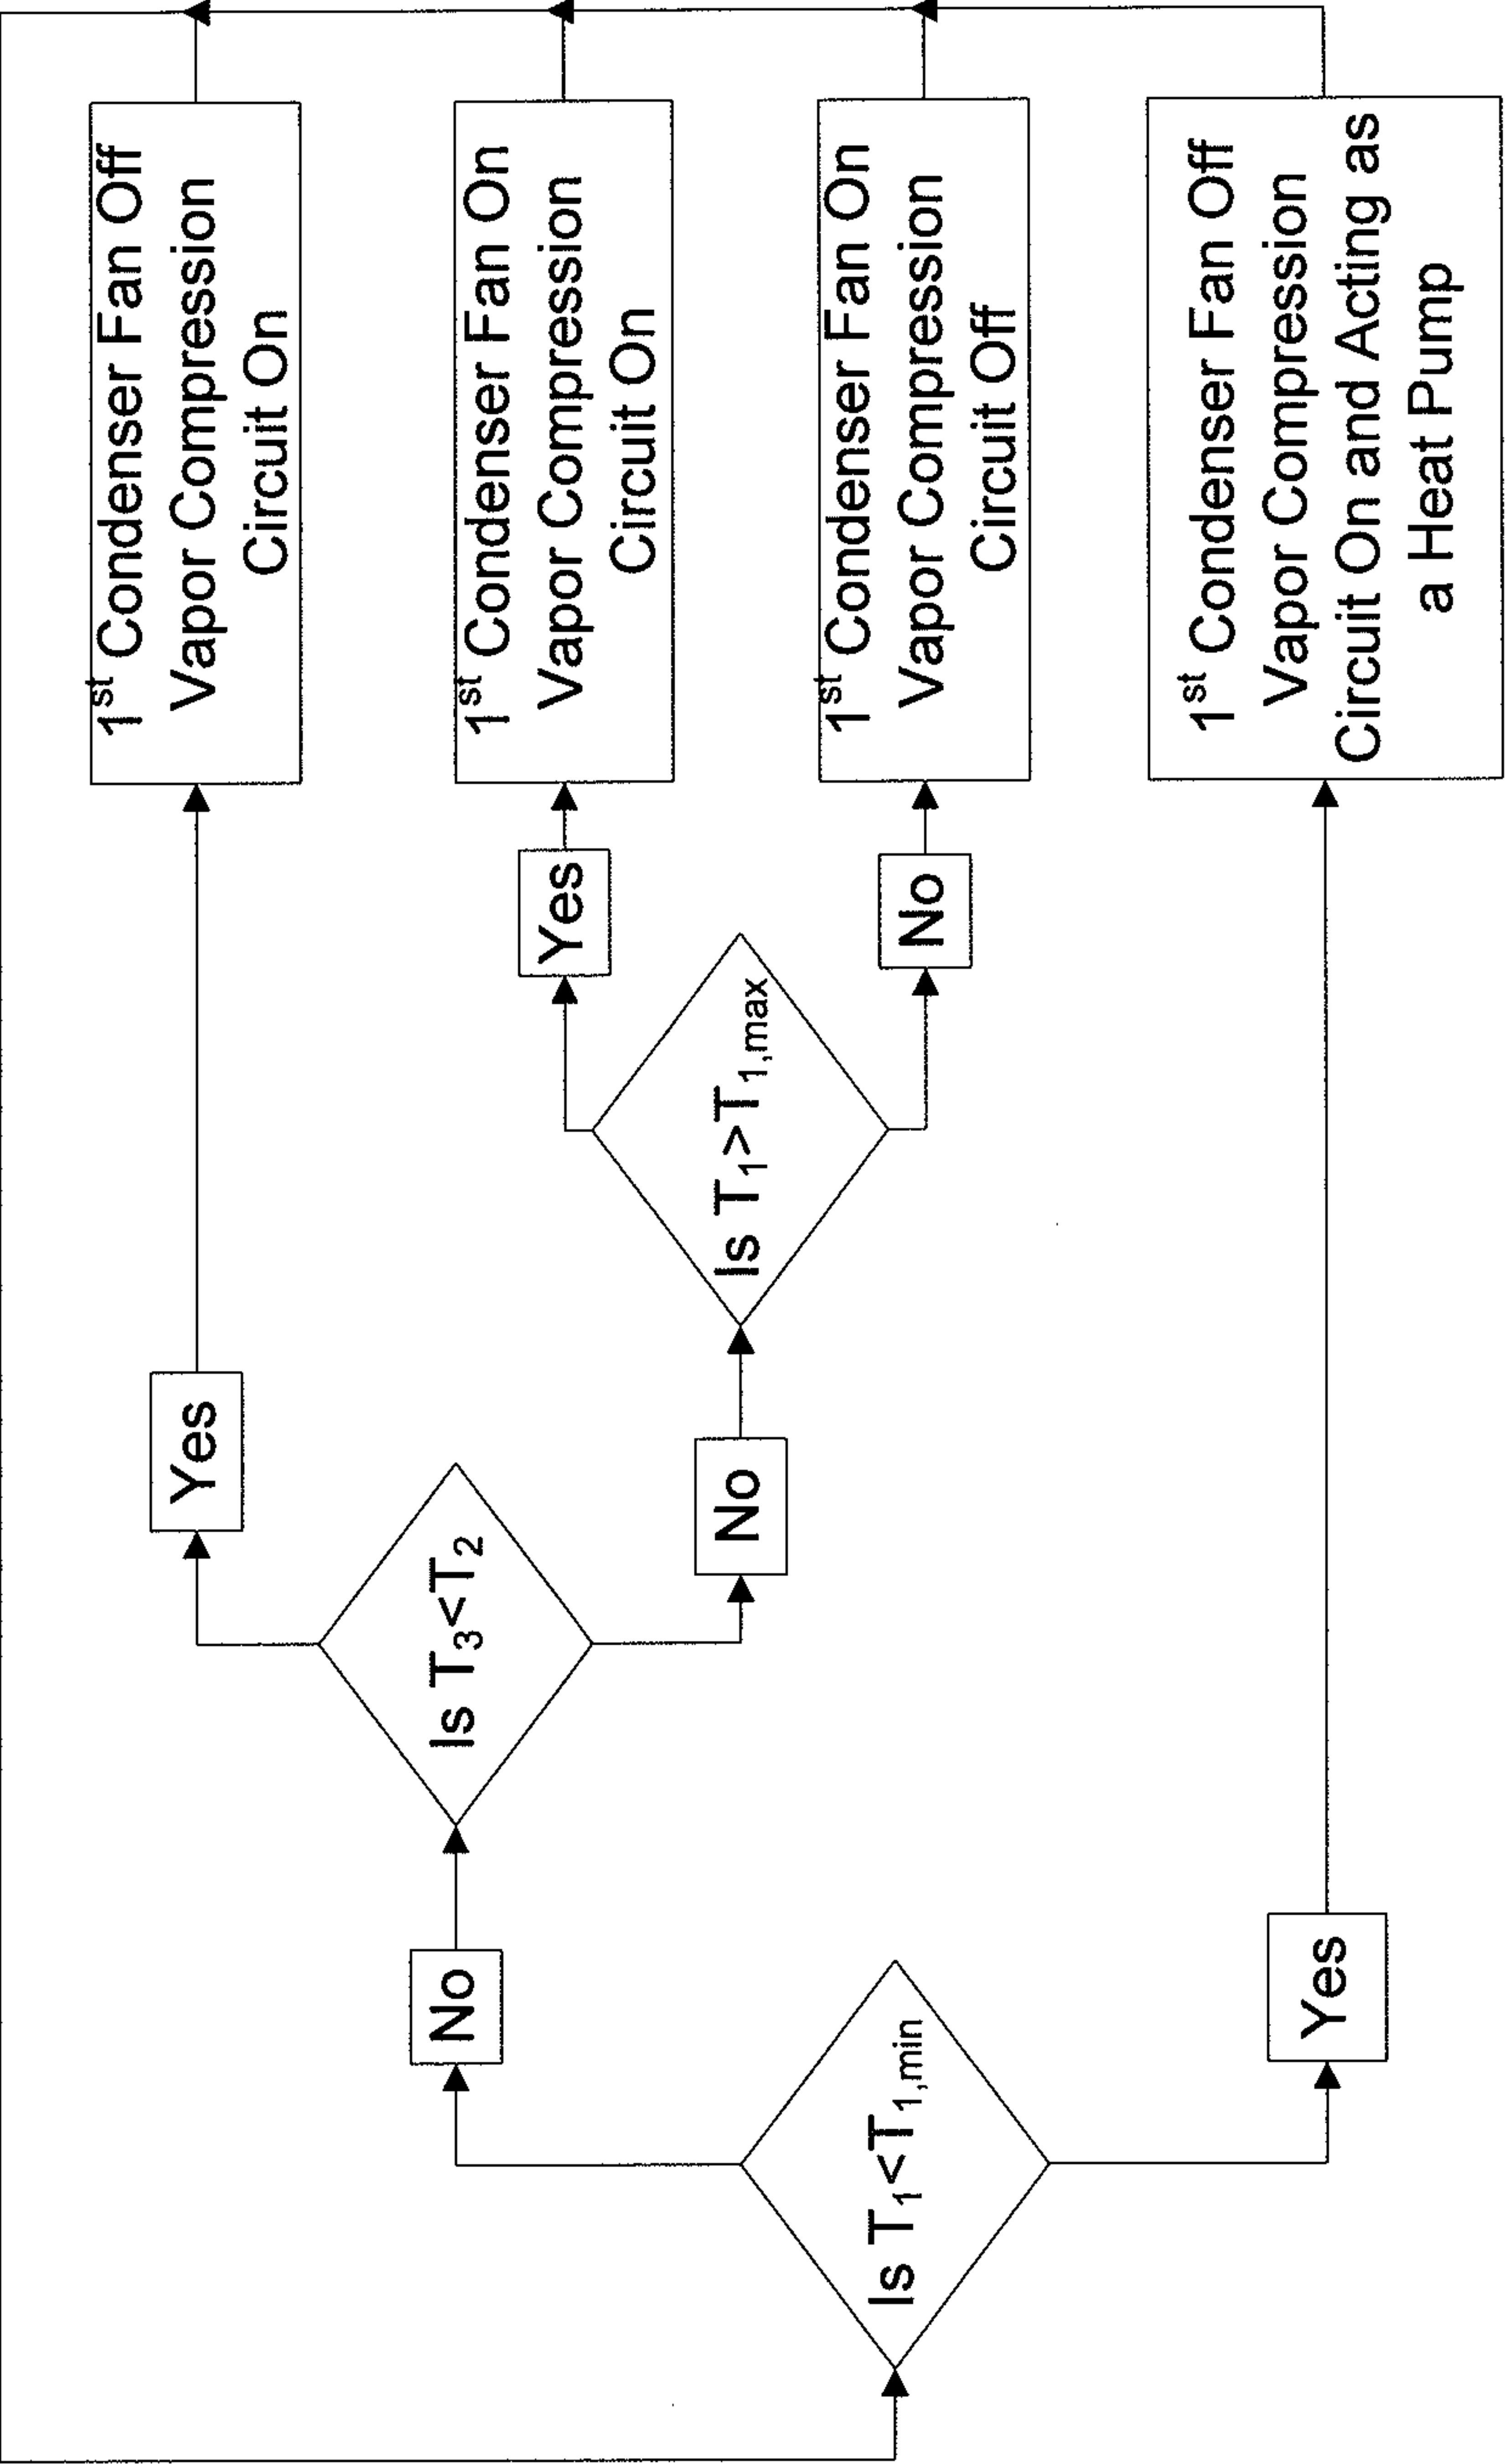 Is T1<T1,min
No
Yes
Is T3<T2
Yes
No
Is T1>T1,max
Yes
No
1st Condenser Fan Off
Vapor Compression
Circuit On
1st Condenser Fan On
Vapor Compression
Circuit On
1st Condenser Fan On
Vapor Compression
Circuit Off
1st Condenser Fan Off
Vapor Compression
Circuit On and Acting as
a Heat Pump